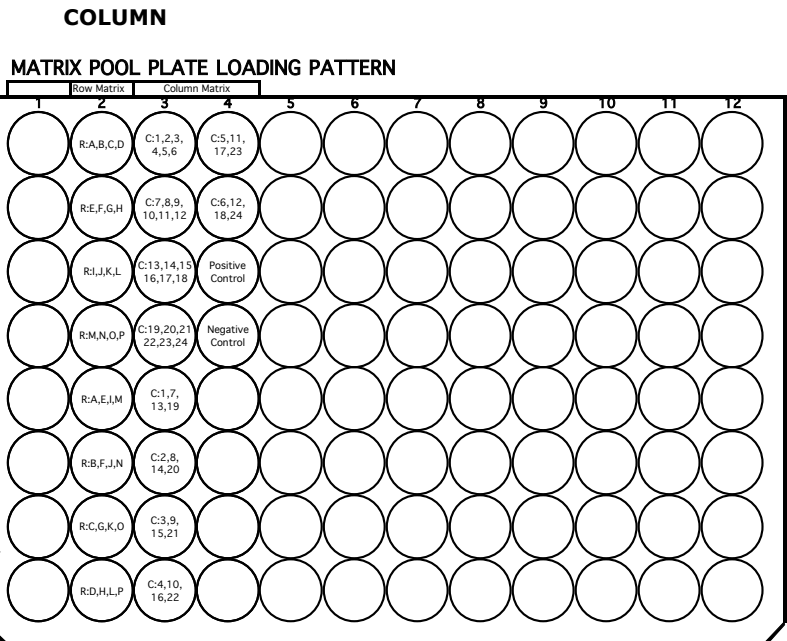 COLUMN
MATRIX POOL PLATE LOADING PATTERN
Row Matrix Column Matrix
1 2 3 4 5 6 7 8 9 10 11 12
R:A,B,C,D
C:1,2,3,
4,5,6
C:5,11,
17,23
R:E,F,G,H
C:7,8,9,
10,11,12
C:6,12,
18,24
R:I,J,K,L
C:13,14,15
16,17,18
Positive
Control
R:M,N,O,P
C:19,20,21
22,23,24
Negative
Control
R:A,E,I,M
C:1,7,
13,19
R:B,F,J,N
C:2,8,
14,20
R:C,G,K,O
C:3,9,
15,21
R:D,H,L,P
C:4,10,
16,22